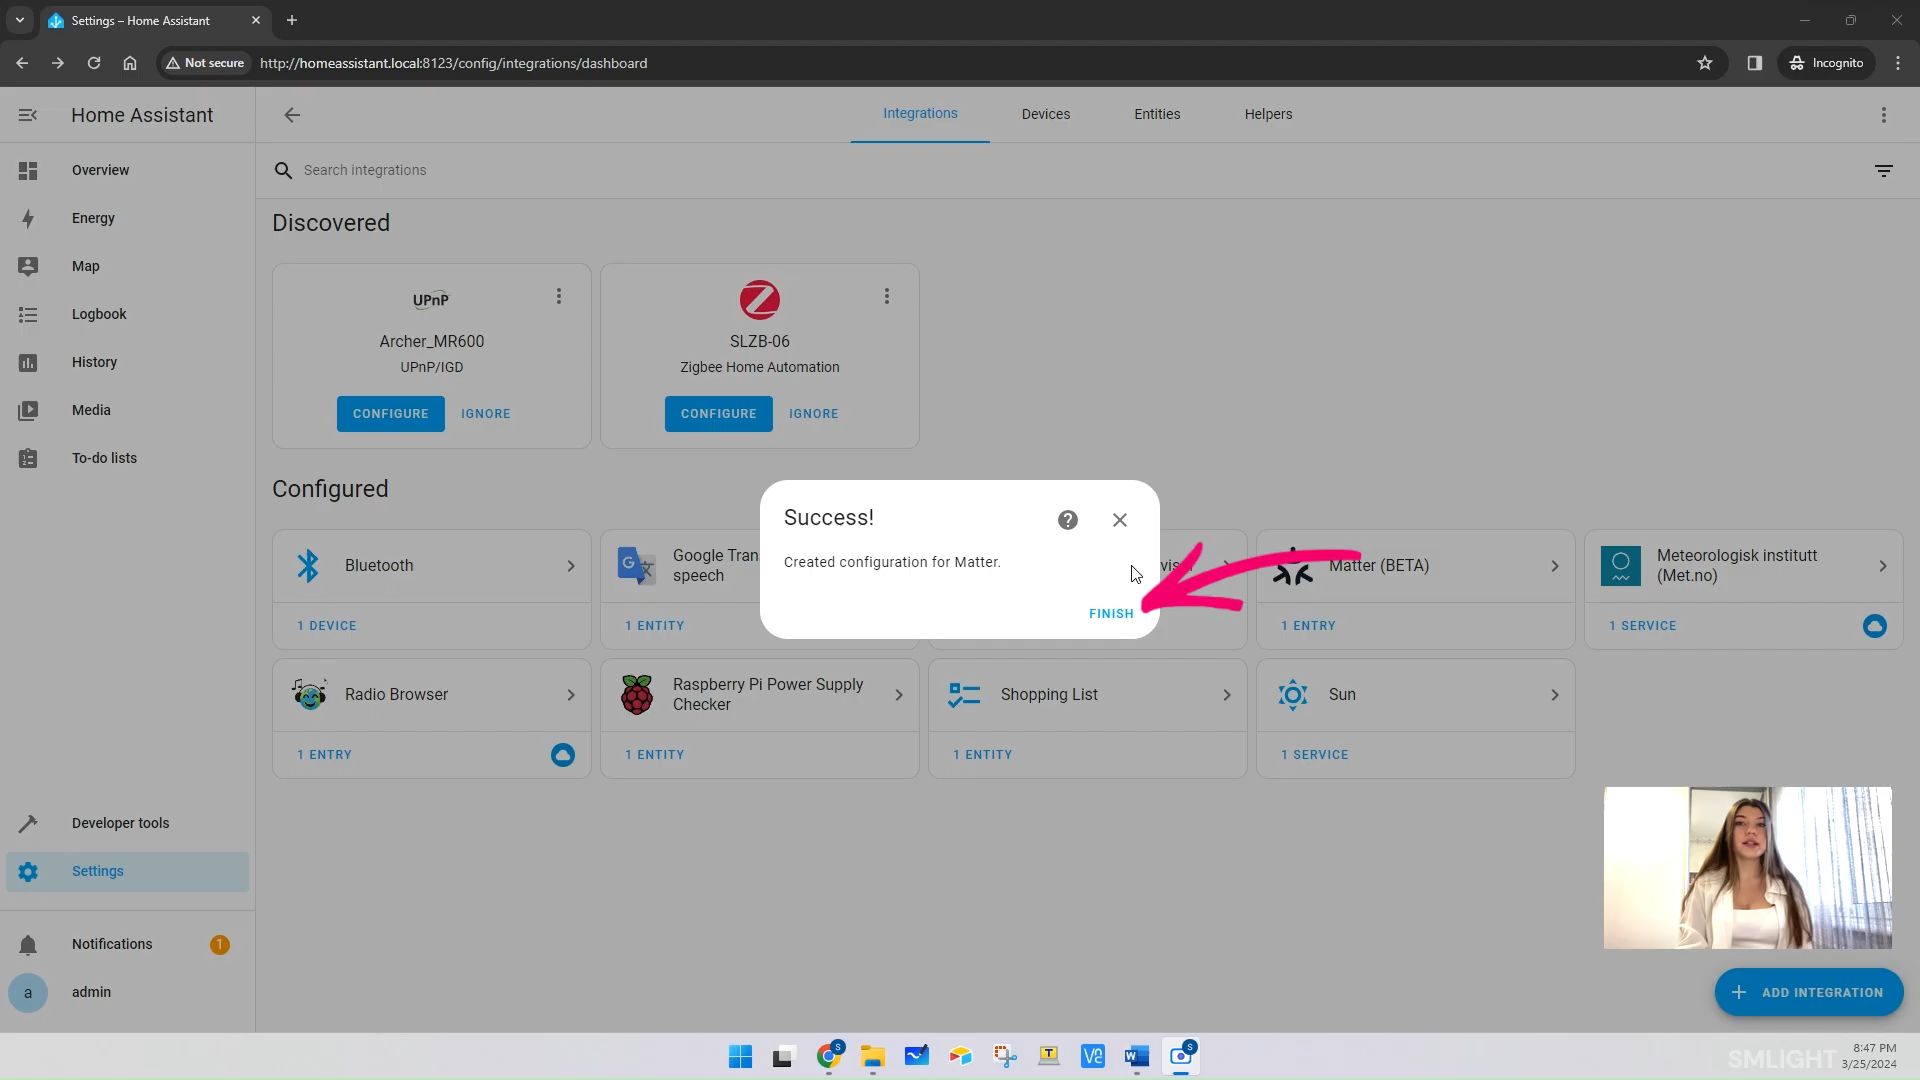 Settings – Home Assistant
Not secure
http://homeassistant.local:8123/config/integrations/dashboard
Incognito
Home Assistant
Integrations
Devices
Entities
Helpers
Overview
Search integrations
Energy
Discovered
Map
Logbook
UPnP
Archer_MR600
UPnP/IGD
CONFIGURE
IGNORE
Z
SLZB-06
Zigbee Home Automation
CONFIGURE
IGNORE
History
Media
To-do lists
Configured
Success!
Created configuration for Matter.
FINISH
Bluetooth
1 DEVICE
Google Tran
speech
1 ENTITY
Matter (BETA)
1 ENTRY
Meteorologisk institutt
(Met.no)
1 SERVICE
Radio Browser
1 ENTRY
Raspberry Pi Power Supply
Checker
1 ENTITY
Shopping List
1 ENTITY
Sun
1 SERVICE
Developer tools
Settings
Notifications
1
a
admin
ADD INTEGRATION
SMLIGHT
8:47 PM
3/25/2024